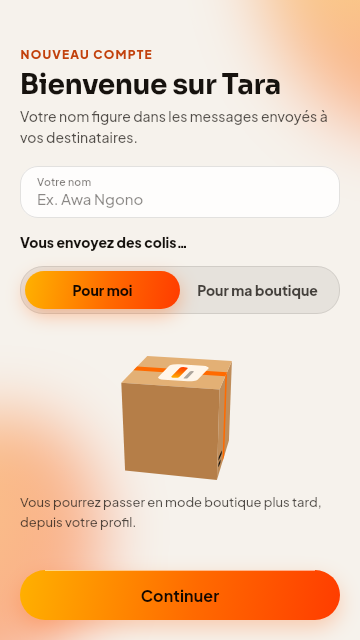 NOUVEAU COMPTE
Bienvenue sur Tara
Votre nom figure dans les messages envoyés à
vos destinataires.
Votre nom
Ex. Awa Ngono
Vous envoyez des colis…
Pour moi
Pour ma boutique
Vous pourrez passer en mode boutique plus tard,
depuis votre profil.
Continuer